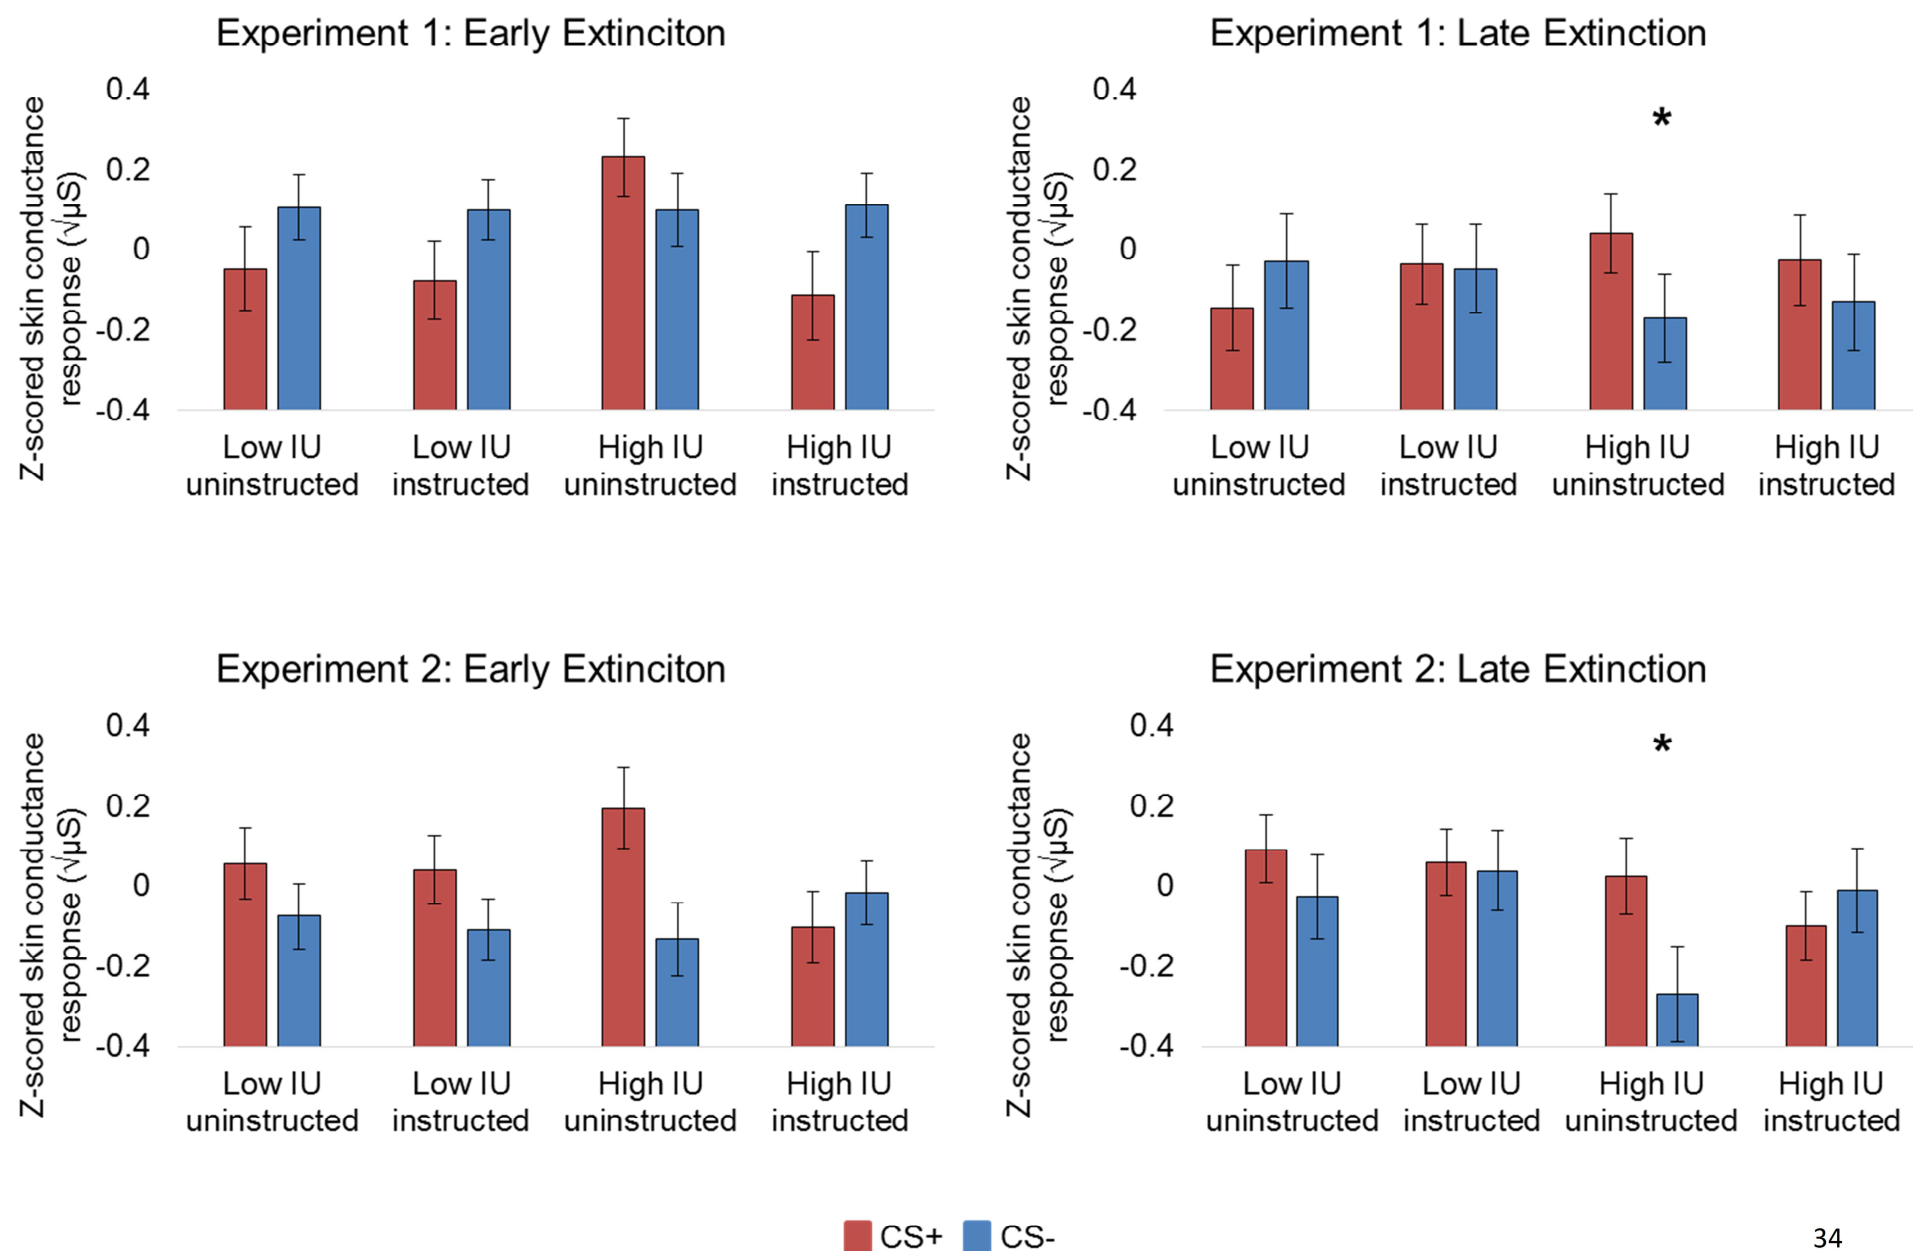 Experiment 1: Early Extinciton
Z-scored skin conductance
respopnse (√µS)
0.4
0.2
0
-0.2
-0.4
Low IU
uninstructed
Low IU
instructed
High IU
uninstructed
High IU
instructed
Experiment 1: Late Extinction
Z-scored skin conductance
respopnse (√µS)
0.4
0.2
0
-0.2
-0.4
*
Low IU
uninstructed
Low IU
instructed
High IU
uninstructed
High IU
instructed
Experiment 2: Early Extinciton
Z-scored skin conductance
respopnse (√µS)
0.4
0.2
0
-0.2
-0.4
Low IU
uninstructed
Low IU
instructed
High IU
uninstructed
High IU
instructed
Experiment 2: Late Extinction
Z-scored skin conductance
respopnse (√µS)
0.4
0.2
0
-0.2
-0.4
*
Low IU
uninstructed
Low IU
instructed
High IU
uninstructed
High IU
instructed
CS+ CS-
34